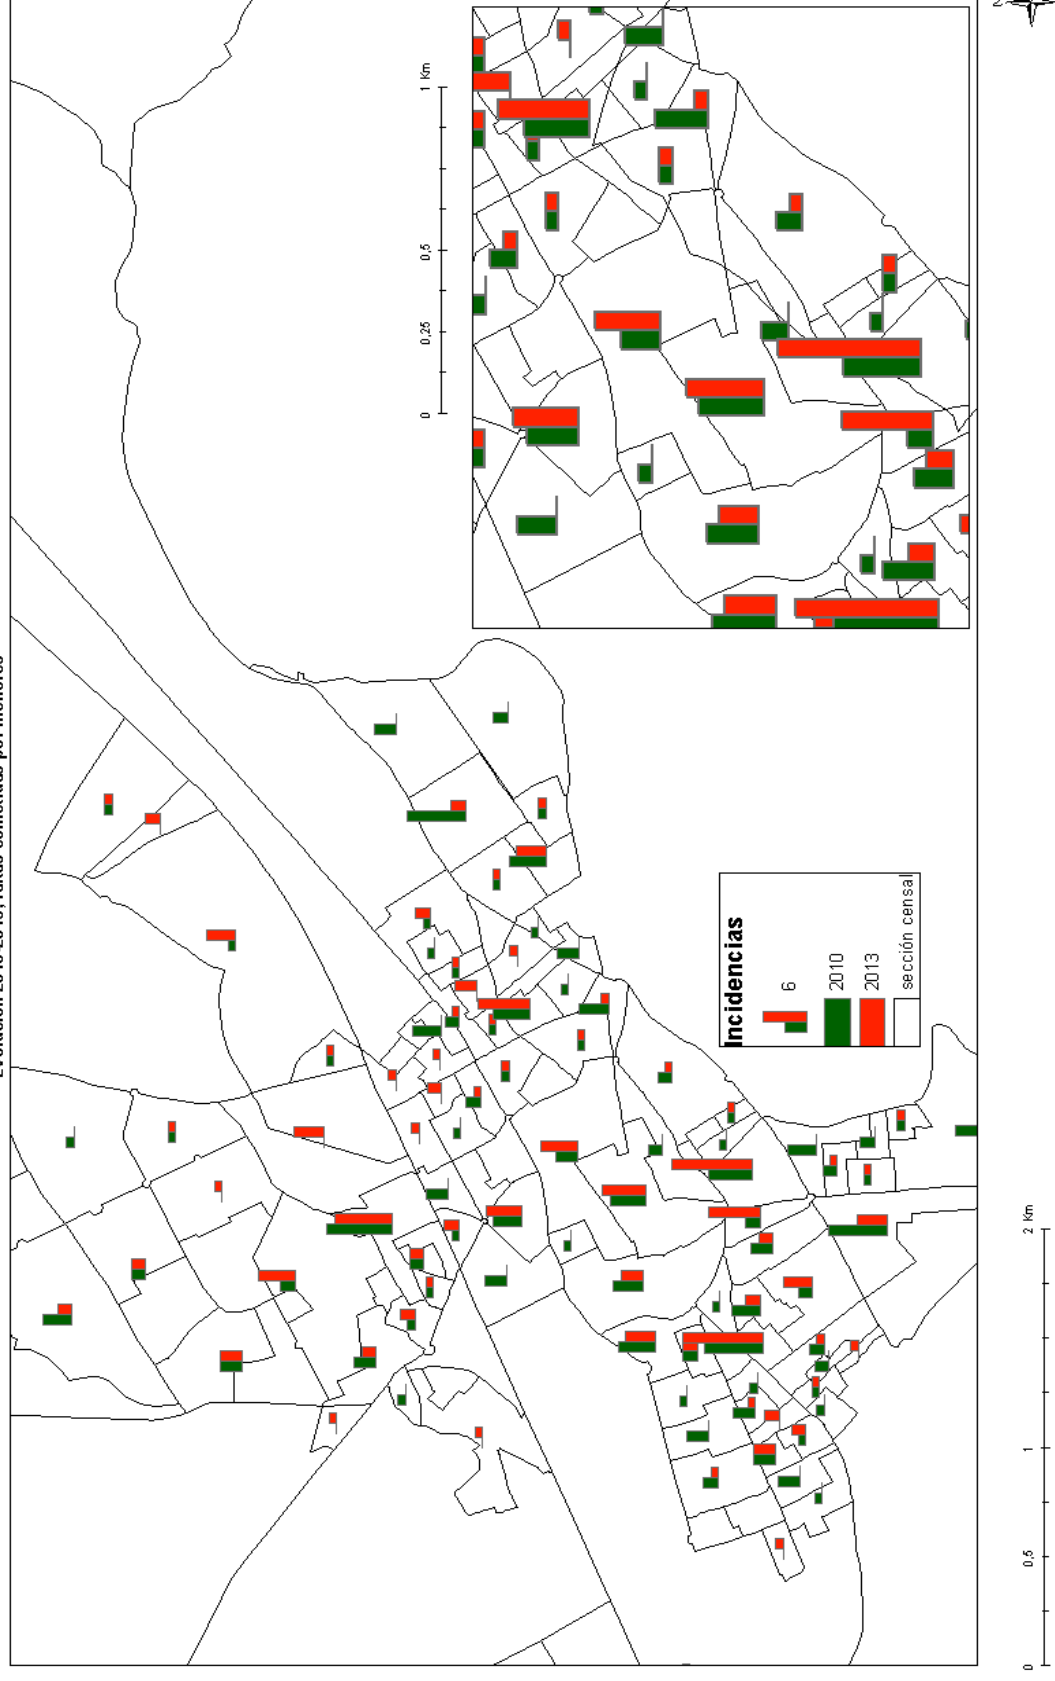 Evolución 2010-2013, Faltas cometidas por menores
0 0,25 0,5 1 Km
Incidencias
6
2010
2013
sección censal
0 0,5 1 2 Km
N